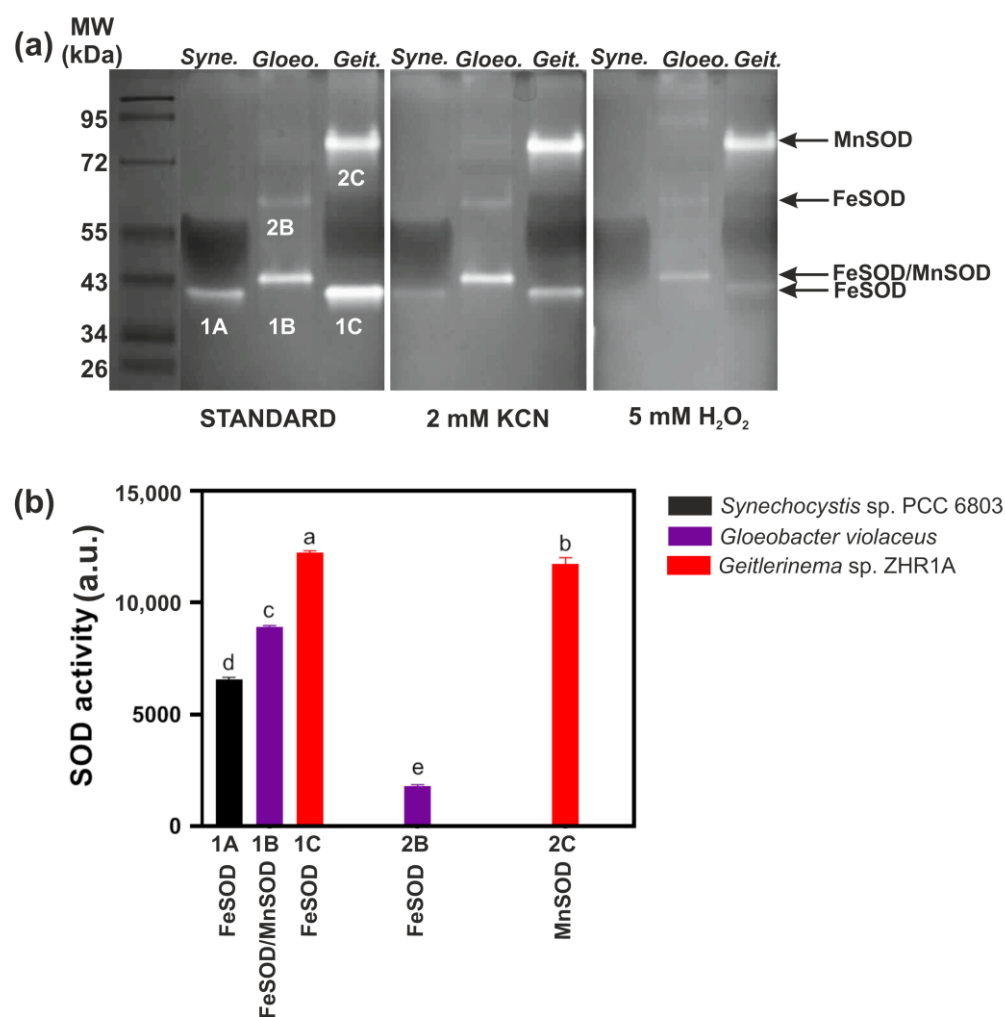 (a)
MW
(kDa)
Syne. Gloeo. Geit.
Syne. Gloeo. Geit.
Syne. Gloeo. Geit.
95
72
55
43
34
26
2C
2B
1A 1B 1C
MnSOD
FeSOD
FeSOD/MnSOD
FeSOD
STANDARD
2 mM KCN
5 mM H₂O₂
(b)
SOD activity (a.u.)
15,000
10,000
5000
0
d
c
a
e
b
1A 1B 1C 2B 2C
FeSOD
FeSOD/MnSOD
FeSOD
FeSOD
MnSOD
Synechocystis sp. PCC 6803
Gloeobacter violaceus
Geitlerinema sp. ZHR1A